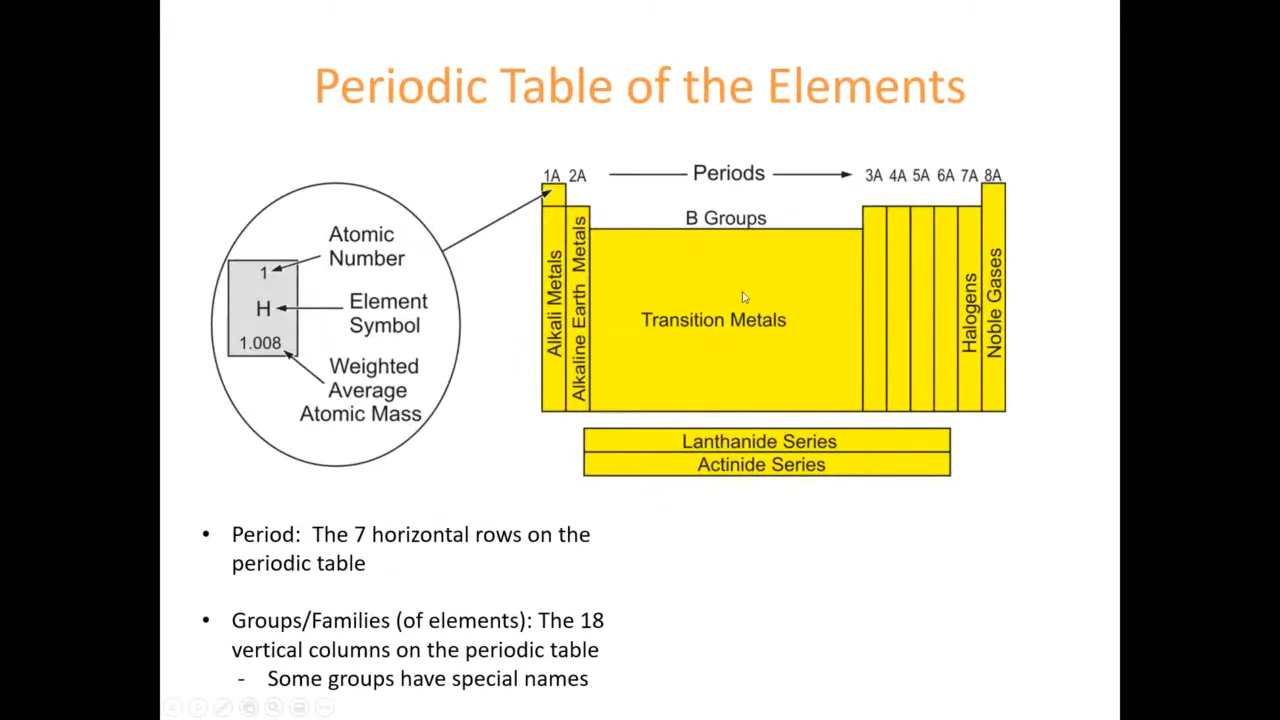 Periodic Table of the Elements
1A 2A Periods 3A 4A 5A 6A 7A 8A
B Groups
Atomic
Number
1
H
Element
Symbol
1.008
Weighted
Average
Atomic Mass
Alkali Metals
Alkaline Earth Metals
Transition Metals
Halogens
Noble Gases
Lanthanide Series
Actinide Series
• Period: The 7 horizontal rows on the
periodic table
• Groups/Families (of elements): The 18
vertical columns on the periodic table
- Some groups have special names